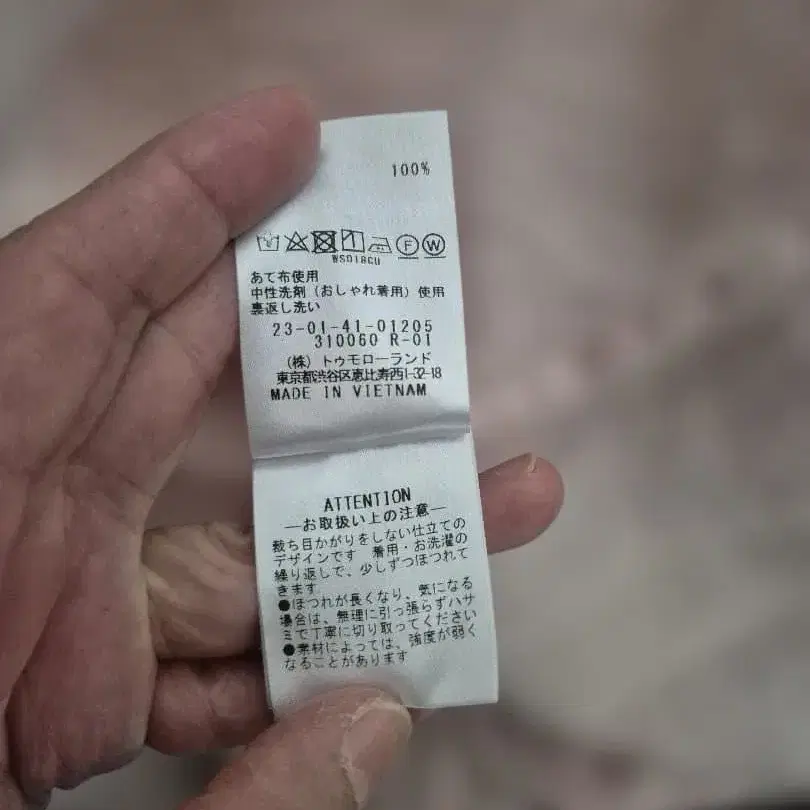 100%
F W
WS018CU
あて布使用
中性洗剤（おしゃれ着用）使用
裏返し洗い
23-01-41-01205
310060 R-01
（株）トゥモローランド
東京都渋谷区恵比寿西1-32-18
MADE IN VIETNAM
ATTENTION
―お取扱い上の注意―
裁ち目かがりをしない仕立ての
デザインです 着用・お洗濯の
繰り返しで、少しずつほつれて
きます
●ほつれが長くなり、気になる
場合は、無理に引っ張らずハサ
ミで丁寧に切り取ってください
●素材によっては、強度が弱く
なることがあります